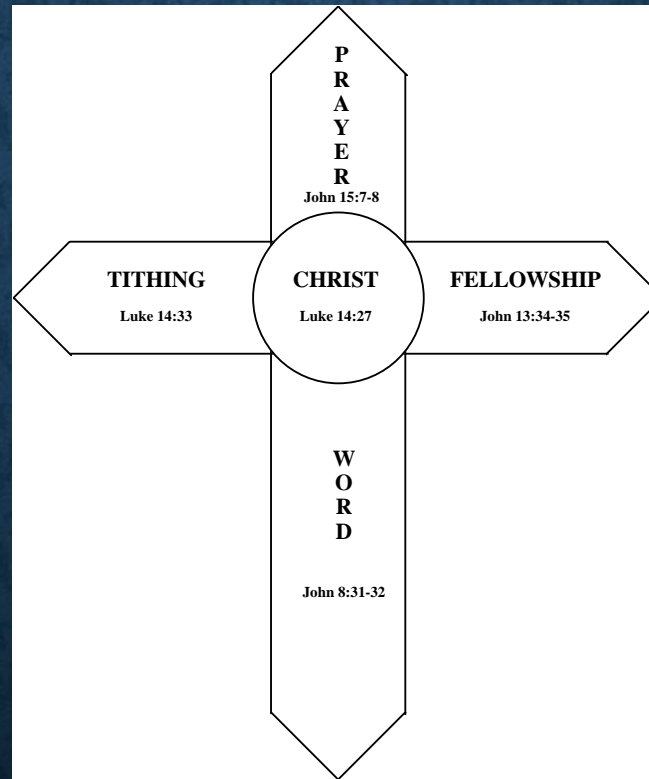 P
R
A
Y
E
R
John 15:7-8
TITHING
Luke 14:33
CHRIST
Luke 14:27
FELLOWSHIP
John 13:34-35
W
O
R
D
John 8:31-32